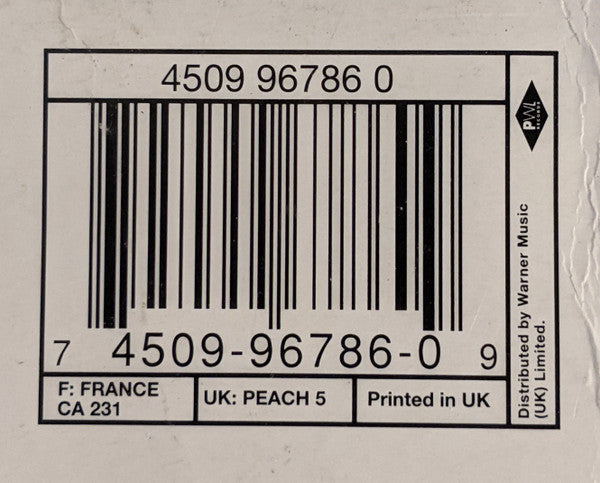 4509 96786 0
7 4509-96786-0 9
F: FRANCE
CA 231
UK: PEACH 5
Printed in UK
PWL
RECORDS
Distributed by Warner Music
(UK) Limited.